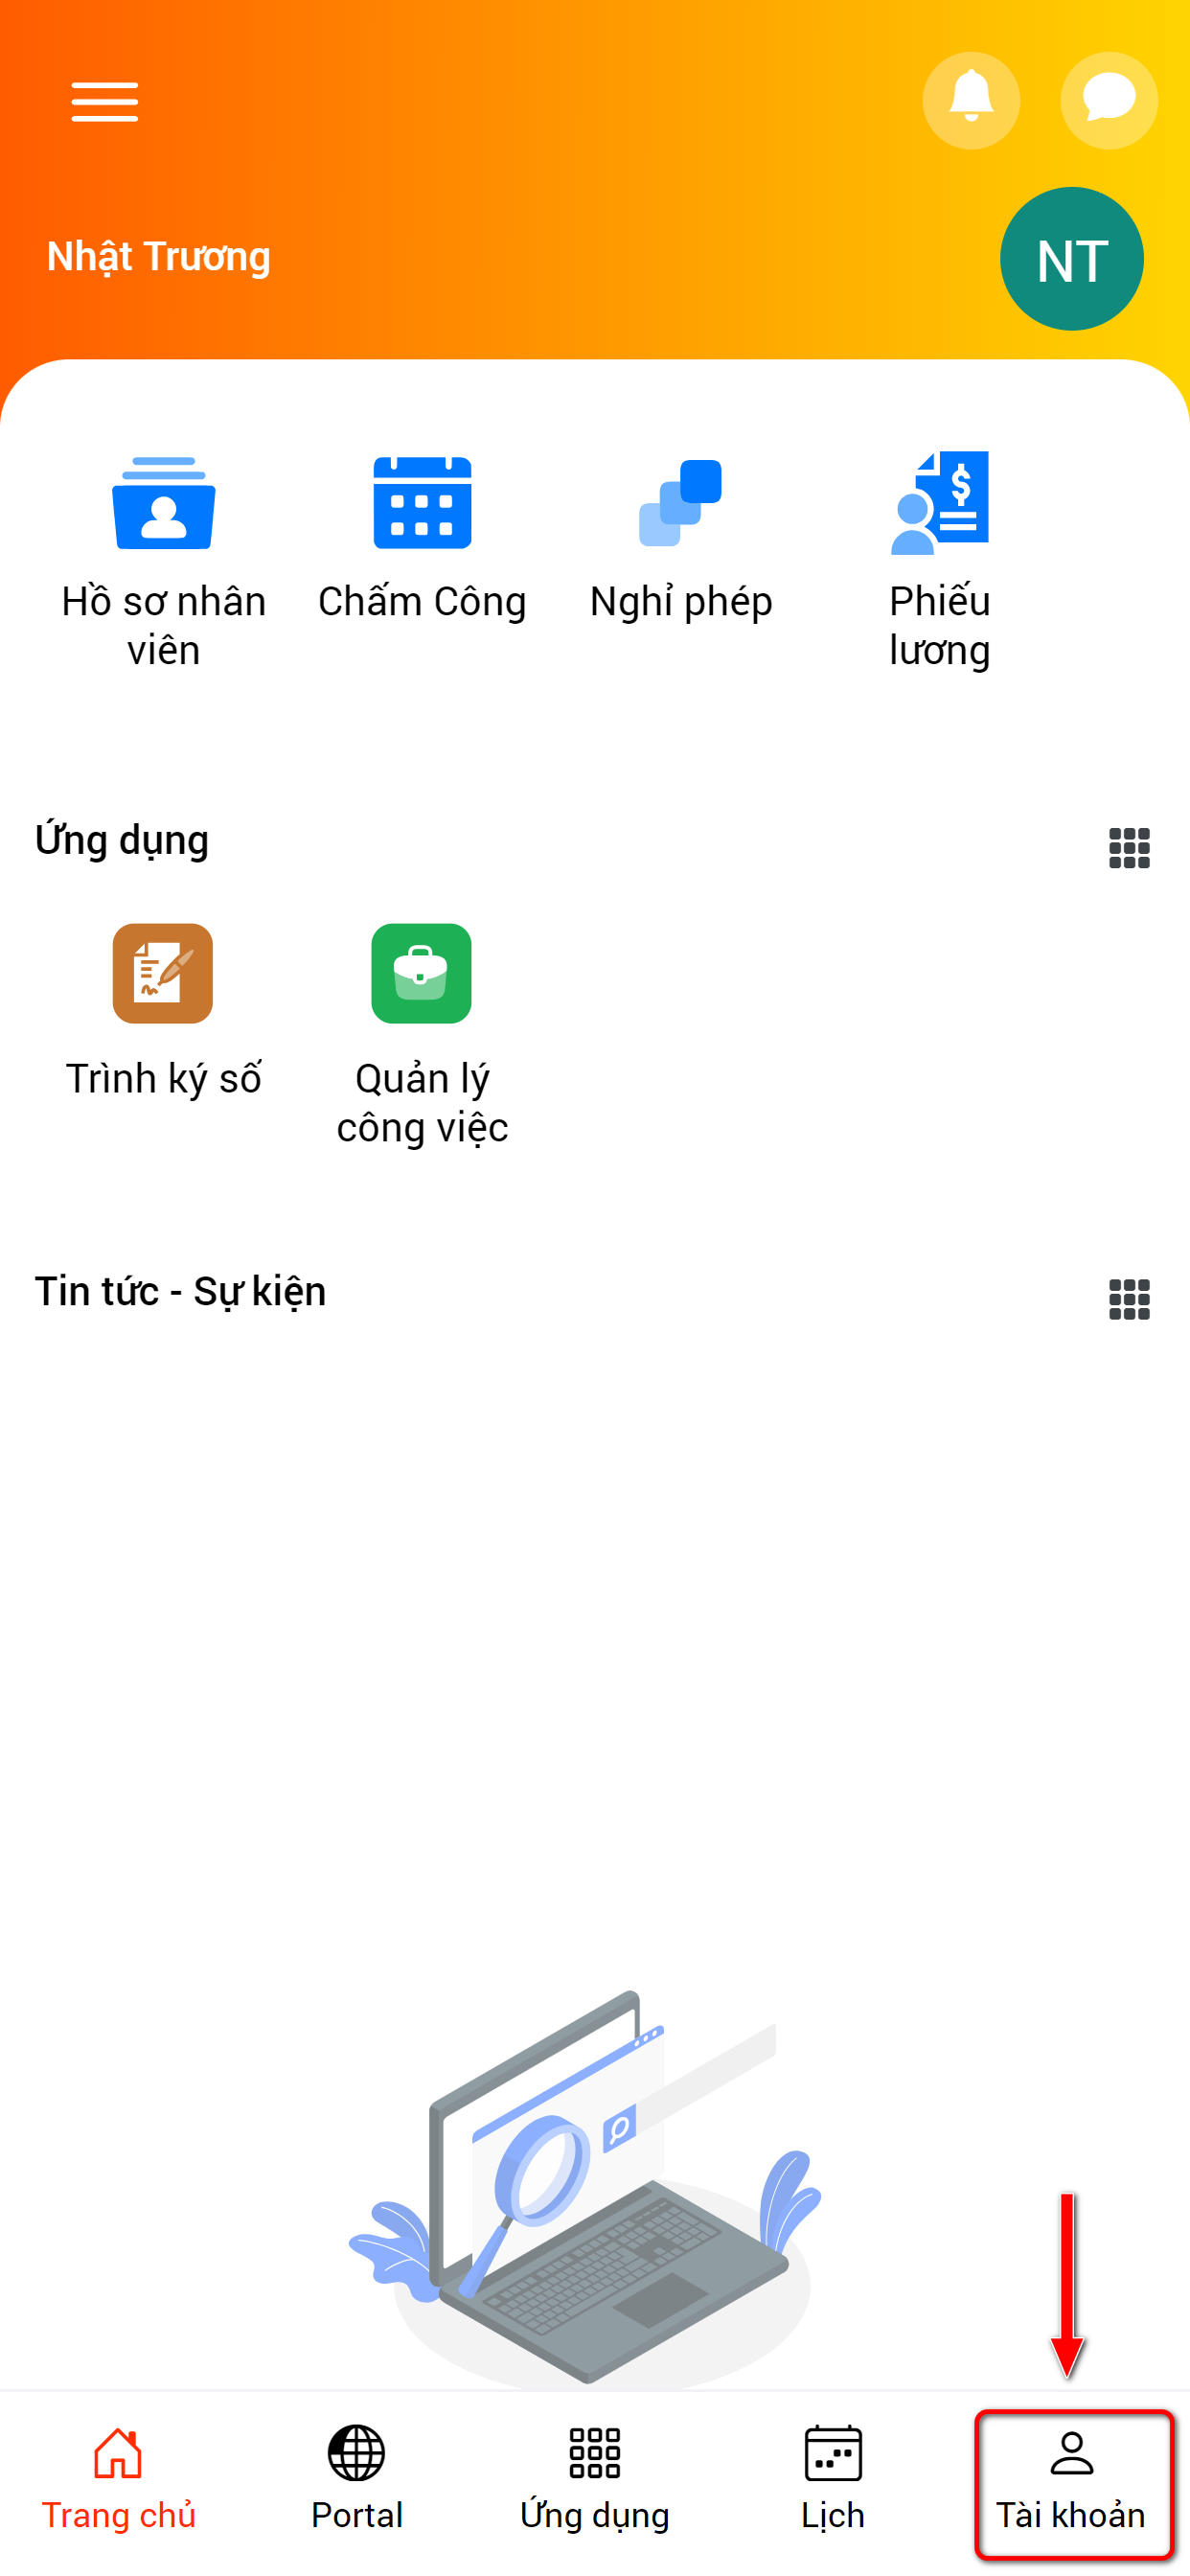 Nhật Trương
NT
Hồ sơ nhân
viên
Chấm Công
Nghỉ phép
Phiếu
lương
Ứng dụng
Trình ký số
Quản lý
công việc
Tin tức - Sự kiện
Trang chủ
Portal
Ứng dụng
Lịch
Tài khoản